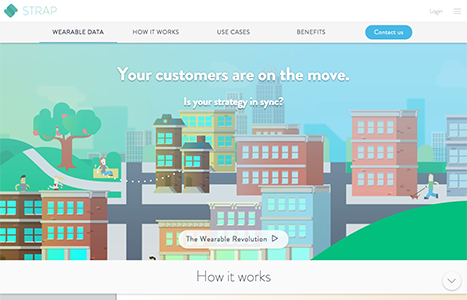 STRAP
Login
WEARABLE DATA HOW IT WORKS USE CASES BENEFITS Contact us
Your customers are on the move.
Is your strategy in sync?
The Wearable Revolution
How it works